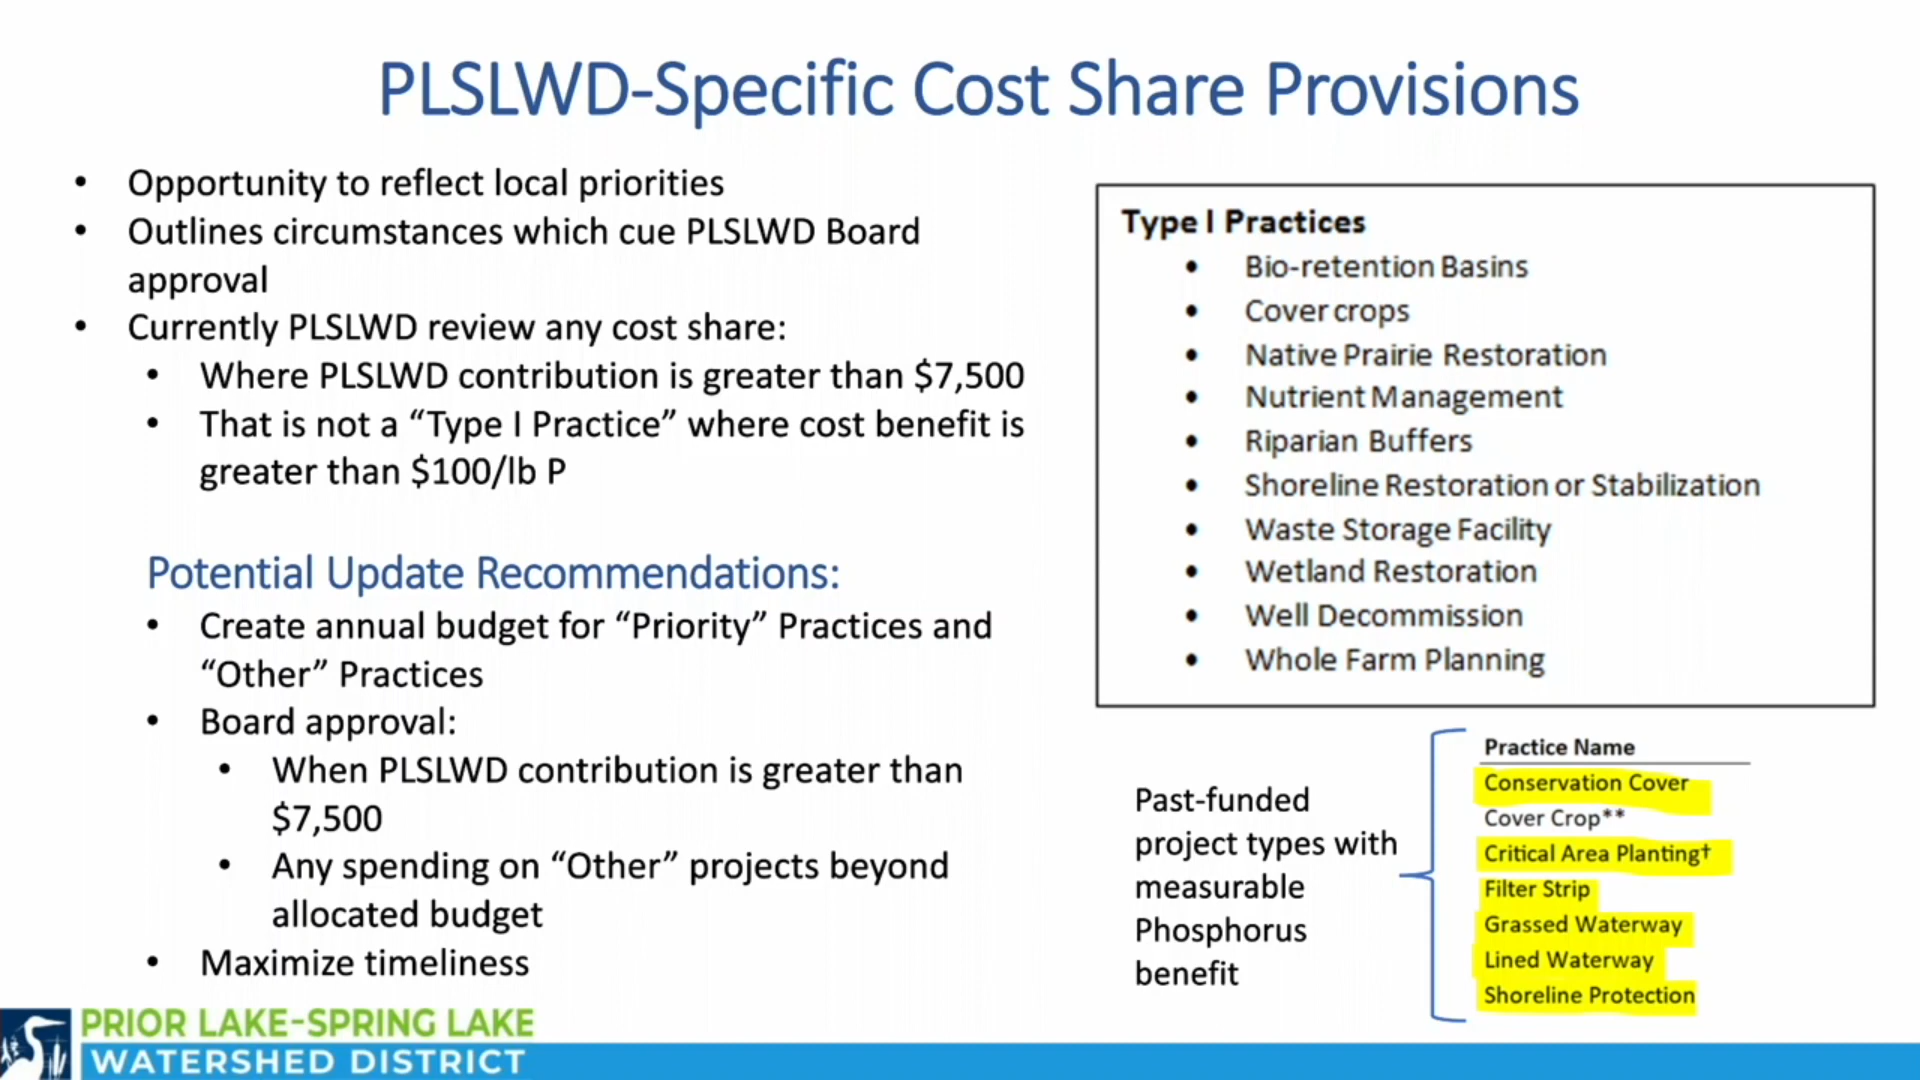 PLSLWD-Specific Cost Share Provisions
• Opportunity to reflect local priorities
• Outlines circumstances which cue PLSLWD Board
approval
• Currently PLSLWD review any cost share:
• Where PLSLWD contribution is greater than $7,500
• That is not a “Type I Practice” where cost benefit is
greater than $100/lb P
Potential Update Recommendations:
• Create annual budget for “Priority” Practices and
“Other” Practices
• Board approval:
• When PLSLWD contribution is greater than
$7,500
• Any spending on “Other” projects beyond
allocated budget
• Maximize timeliness
Type I Practices
• Bio-retention Basins
• Cover crops
• Native Prairie Restoration
• Nutrient Management
• Riparian Buffers
• Shoreline Restoration or Stabilization
• Waste Storage Facility
• Wetland Restoration
• Well Decommission
• Whole Farm Planning
Past-funded
project types with
measurable
Phosphorus
benefit
Practice Name
Conservation Cover
Cover Crop**
Critical Area Planting†
Filter Strip
Grassed Waterway
Lined Waterway
Shoreline Protection
PRIOR LAKE-SPRING LAKE
WATERSHED DISTRICT